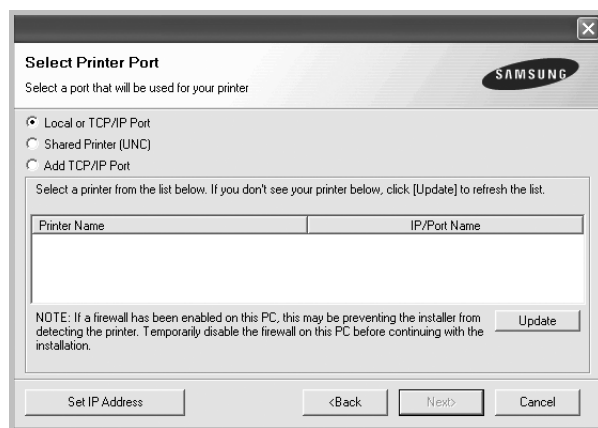 Select Printer Port
Select a port that will be used for your printer
SAMSUNG
Local or TCP/IP Port
Shared Printer (UNC)
Add TCP/IP Port
Select a printer from the list below. If you don't see your printer below, click [Update] to refresh the list.
Printer Name IP/Port Name
NOTE: If a firewall has been enabled on this PC, this may be preventing the installer from
detecting the printer. Temporarily disable the firewall on this PC before continuing with the
installation.
Update
Set IP Address <Back Next> Cancel